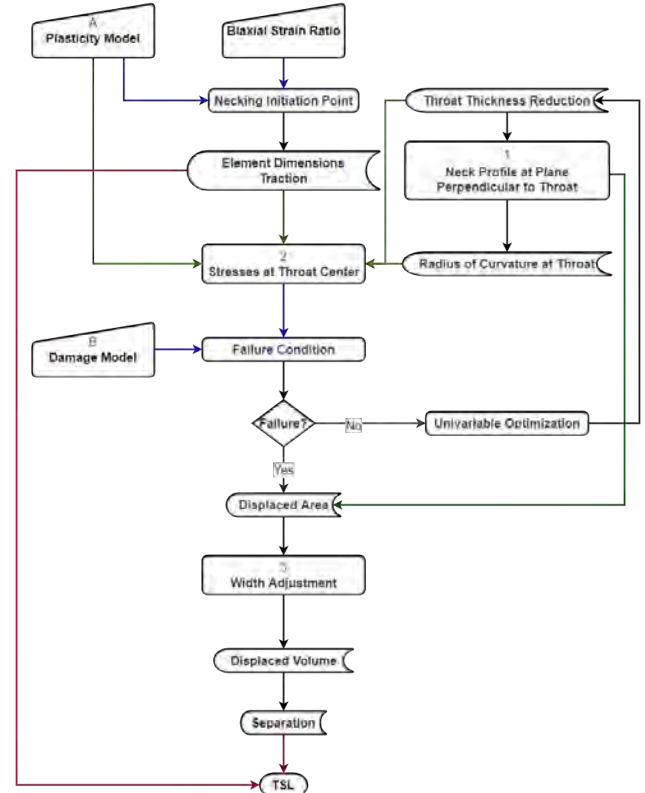 A
Plasticity Model
Biaxial Strain Ratio
Necking Initiation Point
Throat Thickness Reduction
Element Dimensions
Traction
1
Neck Profile at Plane
Perpendicular to Throat
2
Stresses at Throat Center
Radius of Curvature at Throat
B
Damage Model
Failure Condition
Failure?
No
Univariable Optimization
Yes
Displaced Area
3
Width Adjustment
Displaced Volume
Separation
TSL